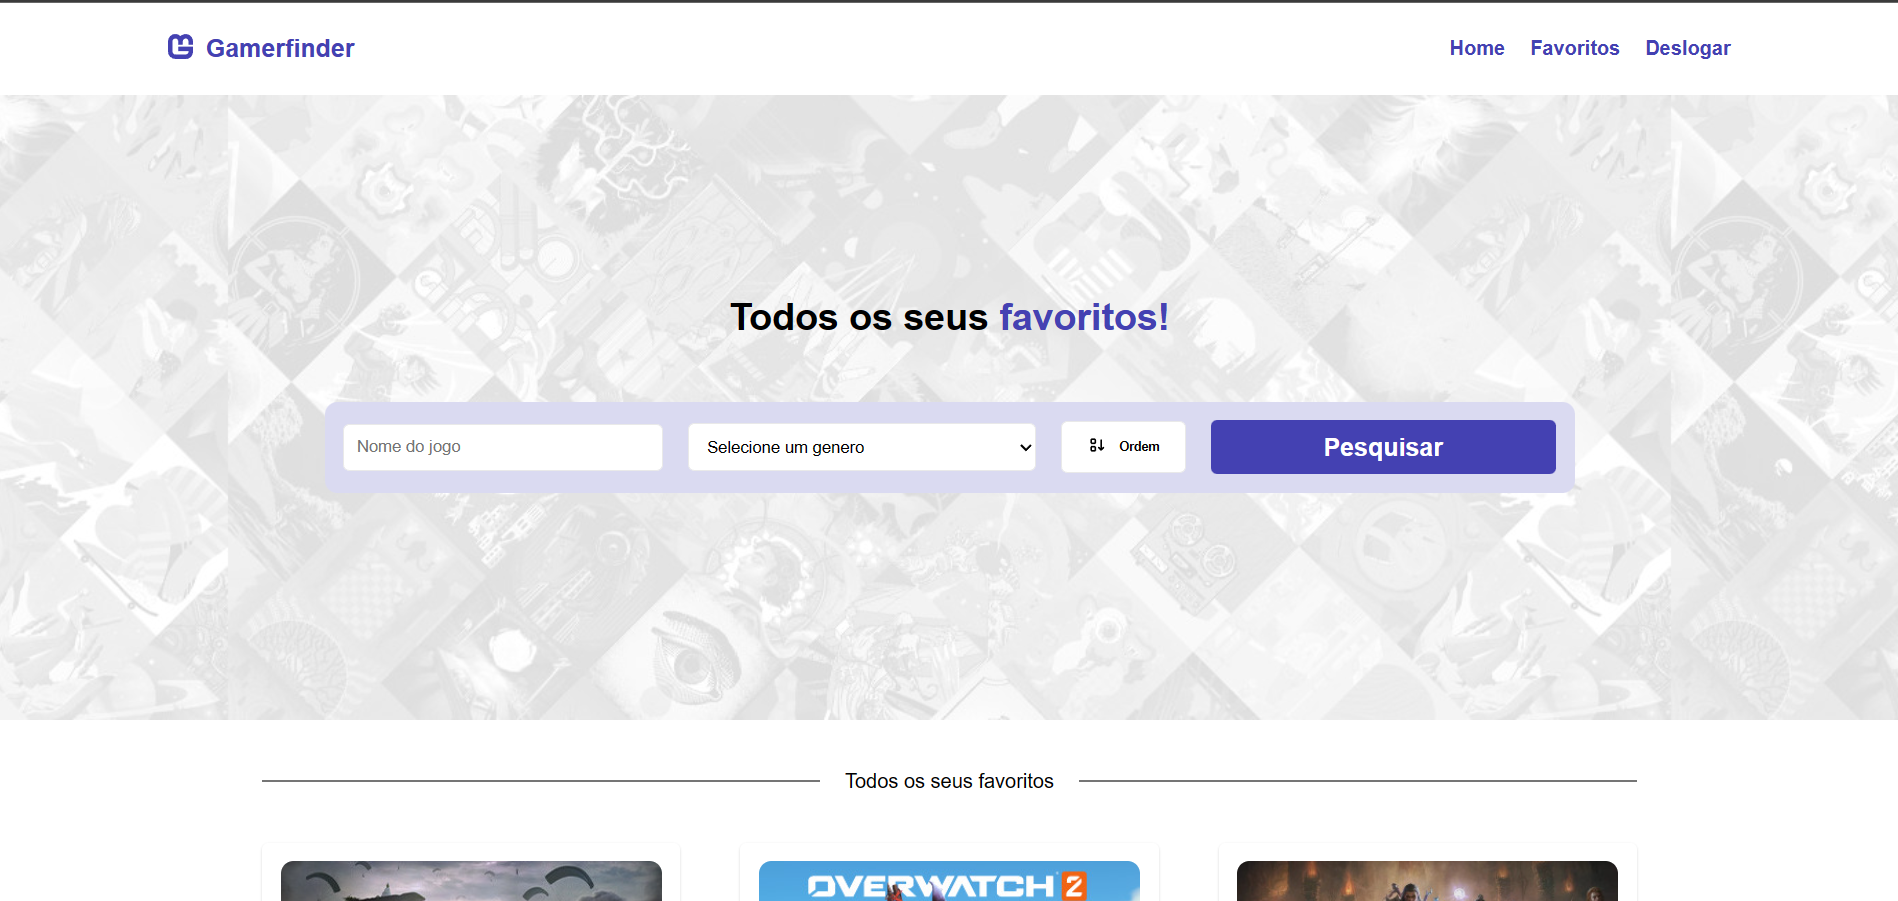 Gamerfinder
Home Favoritos Deslogar
Todos os seus favoritos!
Nome do jogo
Selecione um genero
Ordem
Pesquisar
Todos os seus favoritos
OVERWATCH 2